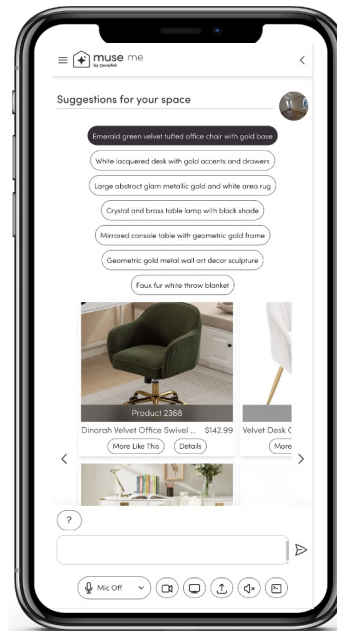 muse me
by Decorilla
Suggestions for your space
Emerald green velvet tufted office chair with gold base
White lacquered desk with gold accents and drawers
Large abstract glam metallic gold and white area rug
Crystal and brass table lamp with black shade
Mirrored console table with geometric gold frame
Geometric gold metal wall art decor sculpture
Faux fur white throw blanket
Product 2368
Dinorah Velvet Office Swivel ... $142.99 Velvet Desk C
More Like This Details More
?
Mic Off